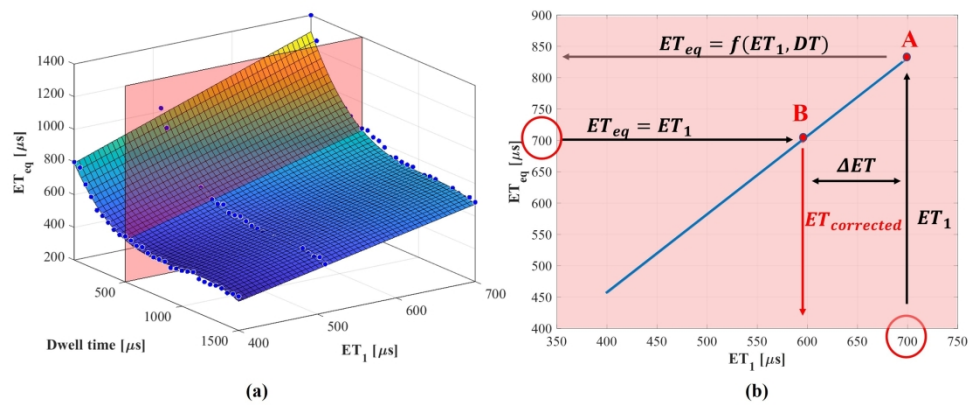 1400
1200
1000
800
600
400
200
ET_eq [μs]
500
1000
1500
Dwell time [μs]
400
500
600
700
ET_1 [μs]
(a)
900
850
800
750
700
650
600
550
500
450
400
ET_eq [μs]
ET_eq = f(ET_1, DT)
A
B
ET_eq = ET_1
ΔET
ET_corrected
ET_1
350 400 450 500 550 600 650 700 750
ET_1 [μs]
(b)